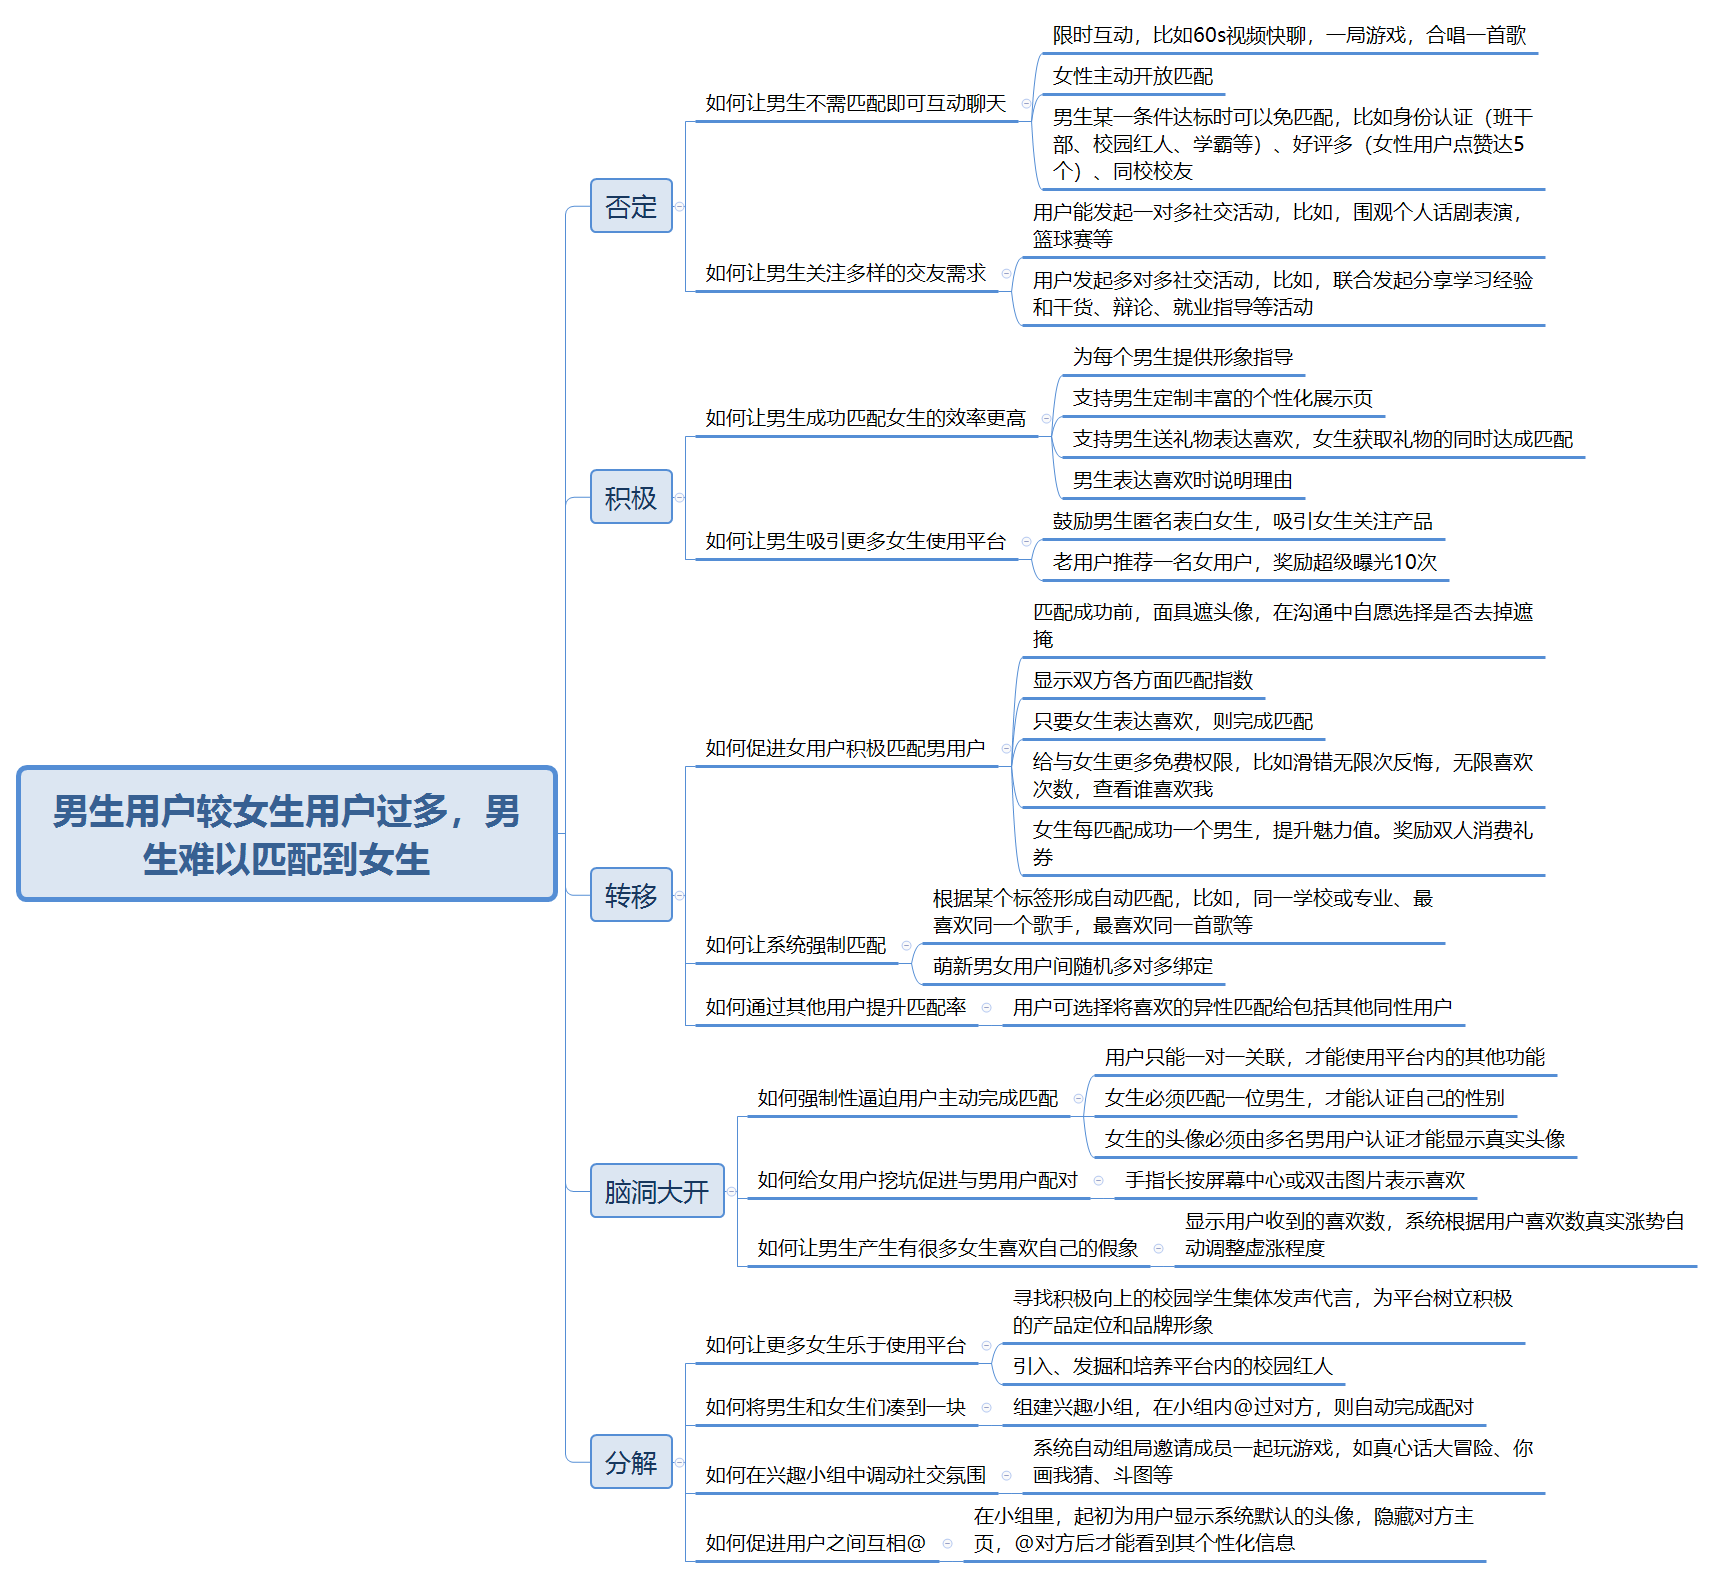 男生用户较女生用户过多，男
生难以匹配到女生
否定
如何让男生不需匹配即可互动聊天
限时互动，比如60s视频快聊，一局游戏，合唱一首歌
女性主动开放匹配
男生某一条件达标时可以免匹配，比如身份认证（班干
部、校园红人、学霸等）、好评多（女性用户点赞达5
个）、同校校友
如何让男生关注多样的交友需求
用户能发起一对多社交活动，比如，围观个人话剧表演，
篮球赛等
用户发起多对多社交活动，比如，联合发起分享学习经验
和干货、辩论、就业指导等活动
积极
如何让男生成功匹配女生的效率更高
为每个男生提供形象指导
支持男生定制丰富的个性化展示页
支持男生送礼物表达喜欢，女生获取礼物的同时达成匹配
男生表达喜欢时说明理由
如何让男生吸引更多女生使用平台
鼓励男生匿名表白女生，吸引女生关注产品
老用户推荐一名女用户，奖励超级曝光10次
转移
如何促进女用户积极匹配男用户
匹配成功前，面具遮头像，在沟通中自愿选择是否去掉遮
掩
显示双方各方面匹配指数
只要女生表达喜欢，则完成匹配
给与女生更多免费权限，比如滑错无限次反悔，无限喜欢
次数，查看谁喜欢我
女生每匹配成功一个男生，提升魅力值。奖励双人消费礼
券
如何让系统强制匹配
根据某个标签形成自动匹配，比如，同一学校或专业、最
喜欢同一个歌手，最喜欢同一首歌等
萌新男女用户间随机多对多绑定
如何通过其他用户提升匹配率
用户可选择将喜欢的异性匹配给包括其他同性用户
脑洞大开
如何强制性逼迫用户主动完成匹配
用户只能一对一关联，才能使用平台内的其他功能
女生必须匹配一位男生，才能认证自己的性别
女生的头像必须由多名男用户认证才能显示真实头像
如何给女用户挖坑促进与男用户配对
手指长按屏幕中心或双击图片表示喜欢
如何让男生产生有很多女生喜欢自己的假象
显示用户收到的喜欢数，系统根据用户喜欢数真实涨势自
动调整虚涨程度
分解
如何让更多女生乐于使用平台
寻找积极向上的校园学生集体发声代言，为平台树立积极
的产品定位和品牌形象
引入、发掘和培养平台内的校园红人
如何将男生和女生们凑到一块
组建兴趣小组，在小组内@过对方，则自动完成配对
如何在兴趣小组中调动社交氛围
系统自动组局邀请成员一起玩游戏，如真心话大冒险、你
画我猜、斗图等
如何促进用户之间互相@
在小组里，起初为用户显示系统默认的头像，隐藏对方主
页，@对方后才能看到其个性化信息